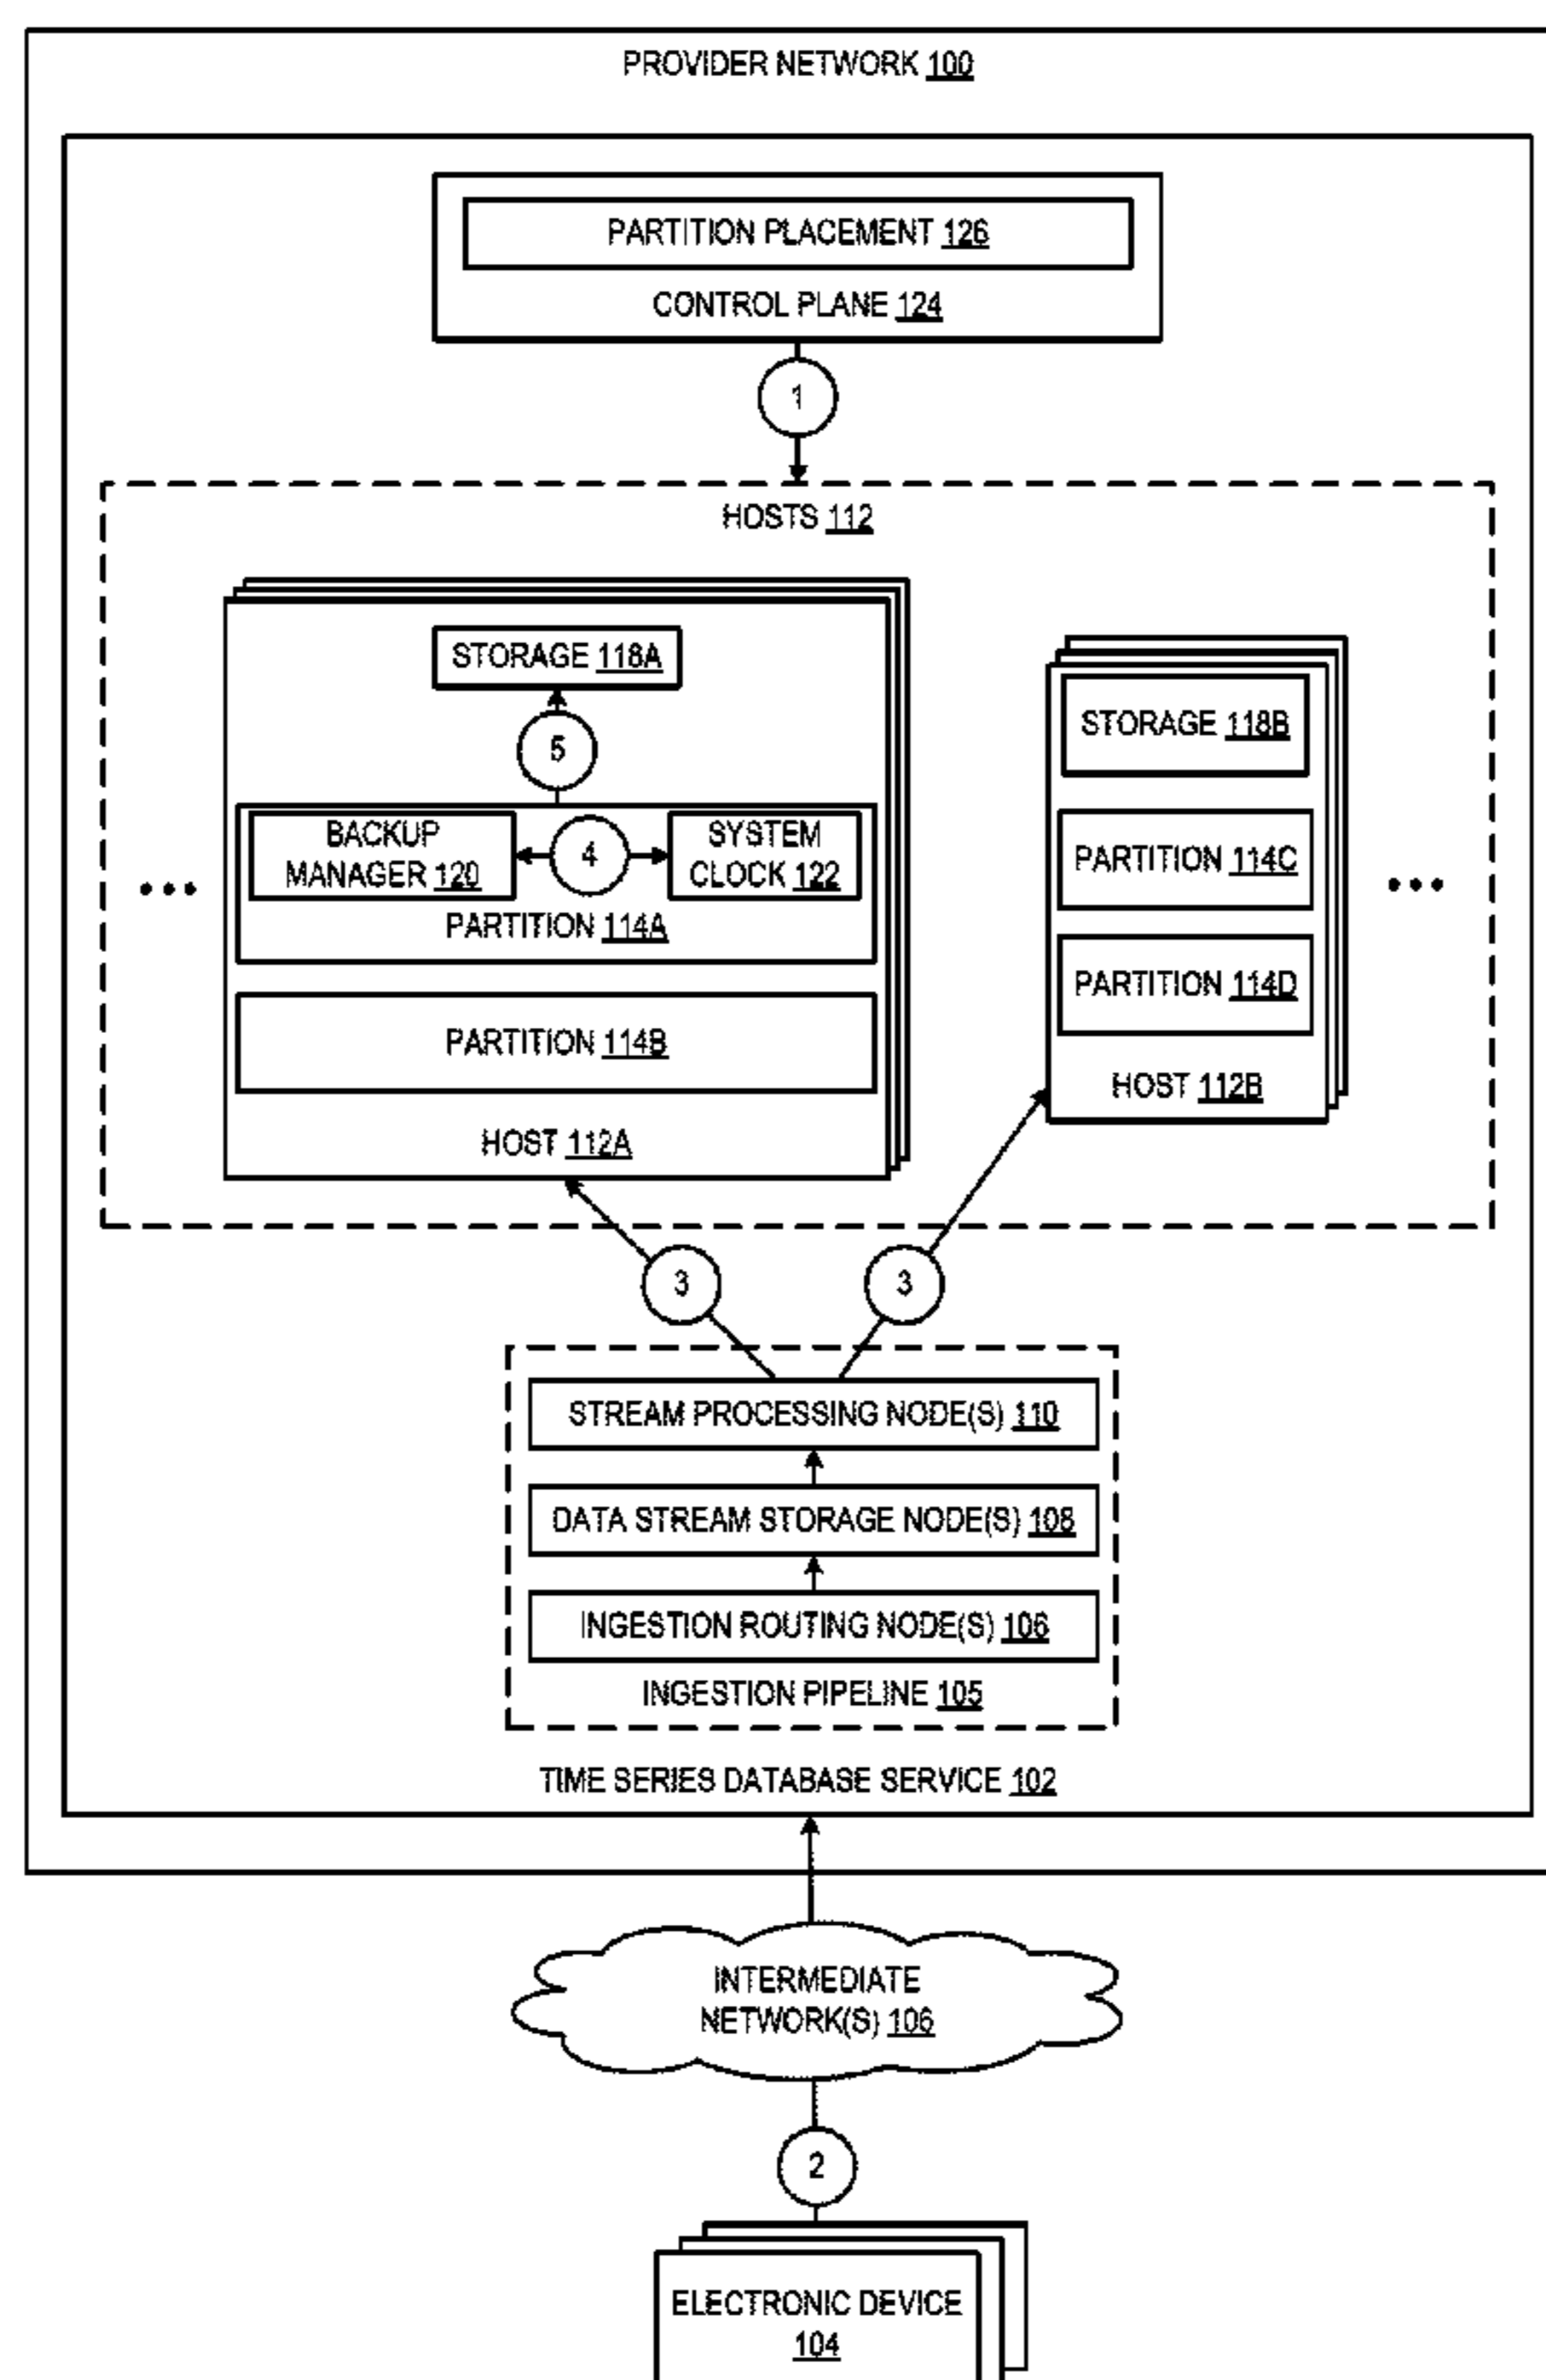 PROVIDER NETWORK 100
PARTITION PLACEMENT 126
CONTROL PLANE 124
1
HOSTS 112
STORAGE 118A
5
BACKUP
MANAGER 120
4
SYSTEM
CLOCK 122
PARTITION 114A
PARTITION 114B
HOST 112A
STORAGE 118B
PARTITION 114C
PARTITION 114D
HOST 112B
3
3
STREAM PROCESSING NODE(S) 110
DATA STREAM STORAGE NODE(S) 108
INGESTION ROUTING NODE(S) 106
INGESTION PIPELINE 105
TIME SERIES DATABASE SERVICE 102
INTERMEDIATE
NETWORK(S) 106
2
ELECTRONIC DEVICE
104